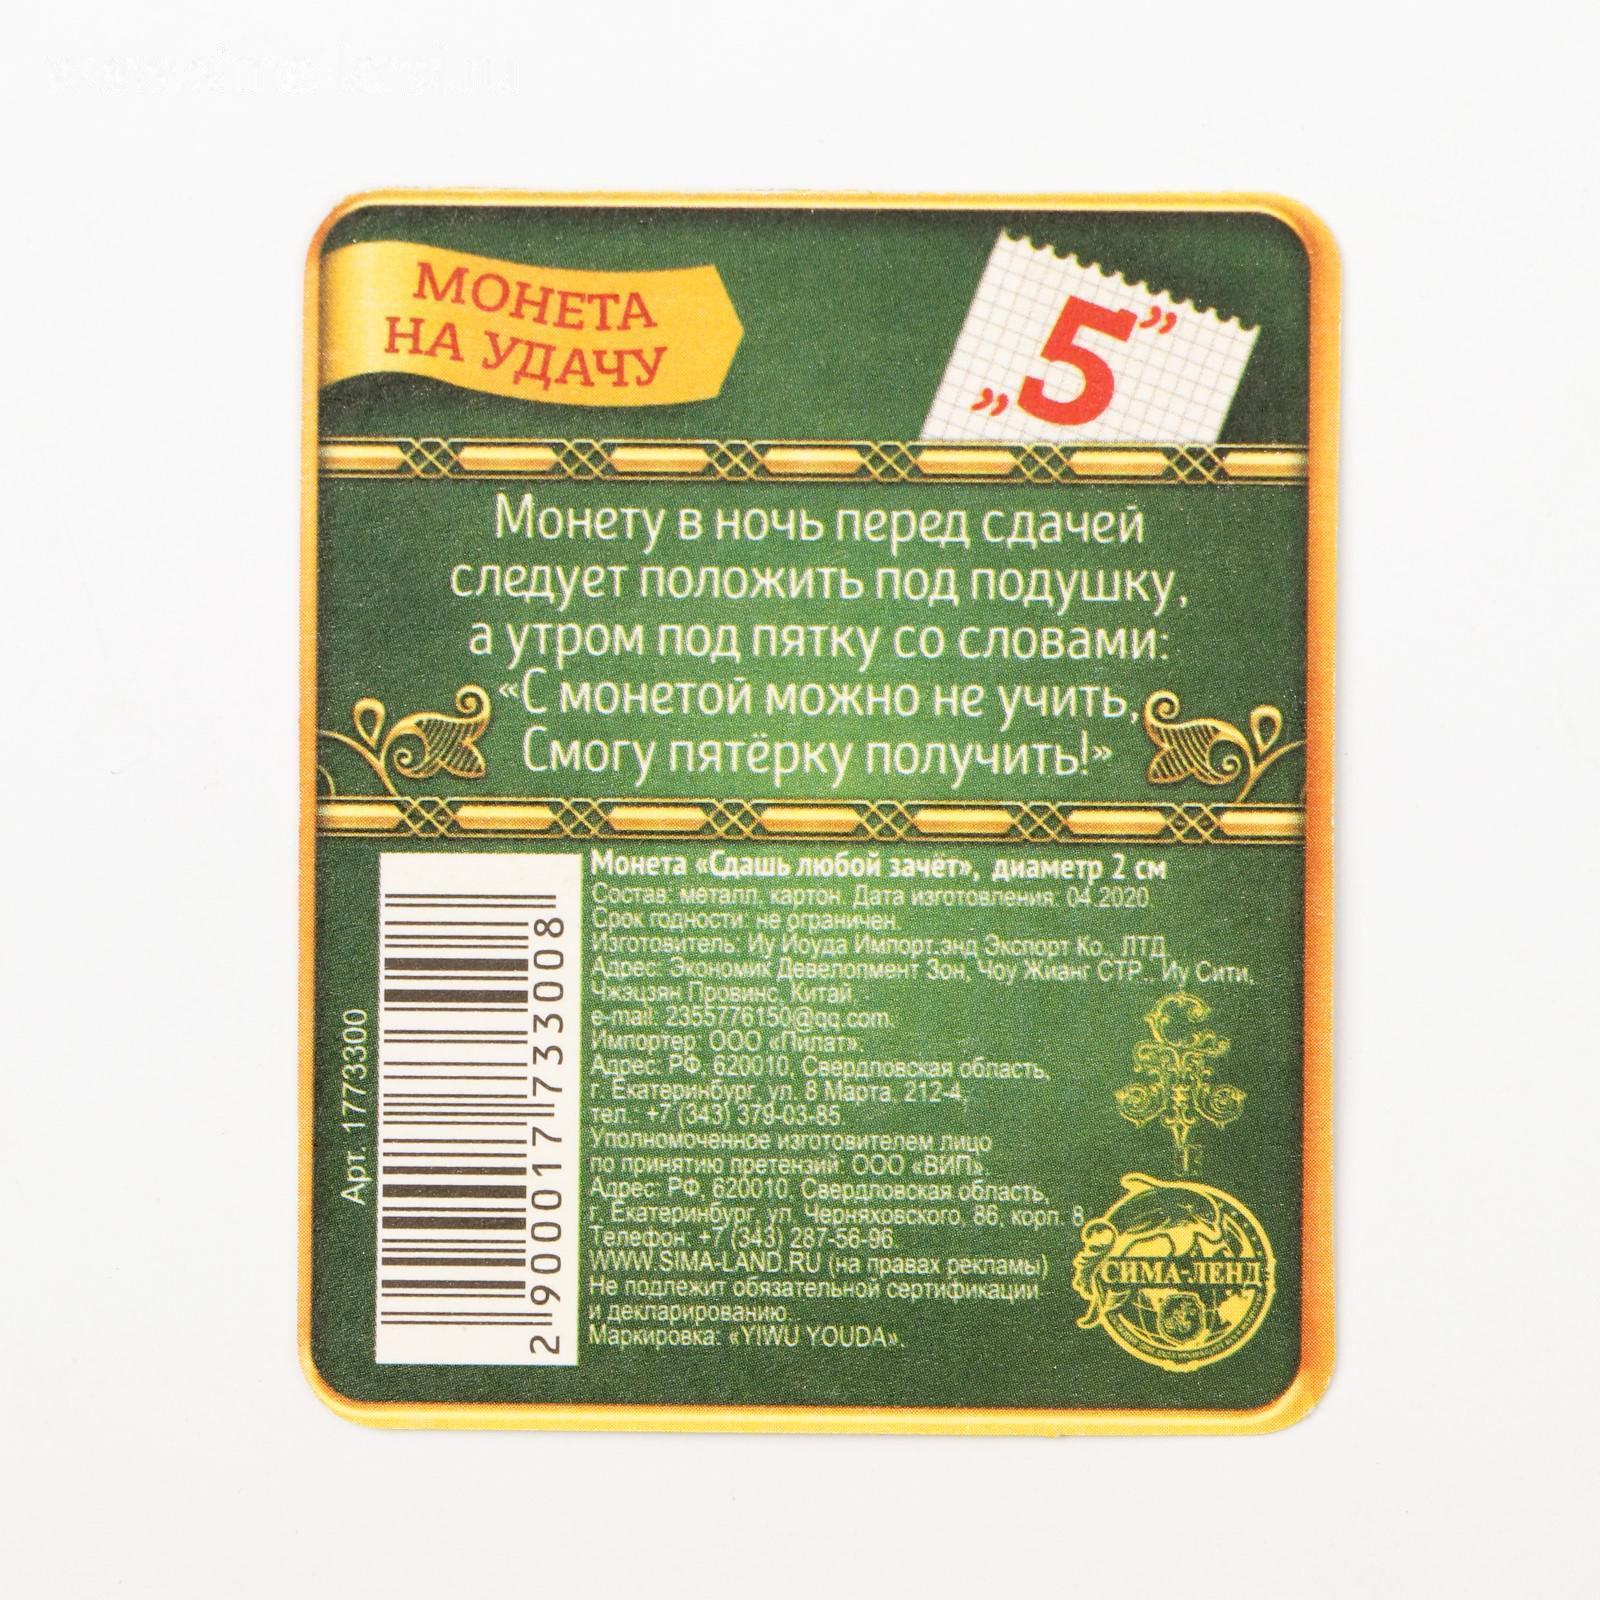 МОНЕТА
НА УДАЧУ
„5”
Монету в ночь перед сдачей
следует положить под подушку,
а утром под пятку со словами:
«С монетой можно не учить,
Смогу пятёрку получить!»
Монета «Сдашь любой зачёт», диаметр 2 см
Состав: металл, картон. Дата изготовления: 04.2020.
Срок годности: не ограничен.
Изготовитель: Иу Йоуда Импорт энд Экспорт Ко., ЛТД
Адрес: Экономик Девелопмент Зон, Чоу Жианг СТР., Иу Сити,
Чжэцзян Провинс, Китай,
e-mail: 2355776150@qq.com.
Импортер: ООО «Пилат».
Адрес: РФ, 620010, Свердловская область,
г. Екатеринбург, ул. 8 Марта, 212-4,
тел.: +7 (343) 379-03-85
Уполномоченное изготовителем лицо
по принятию претензий: ООО «ВИП».
Адрес: РФ, 620010, Свердловская область,
г. Екатеринбург, ул. Черняховского, 86, корп. 8
Телефон: +7 (343) 287-56-96
WWW.SIMA-LAND.RU (на правах рекламы)
Не подлежит обязательной сертификации
и декларированию.
Маркировка: «YIWU YOUDA».
Арт. 1773300
2 900017 733008
СИМА-ЛЕНД